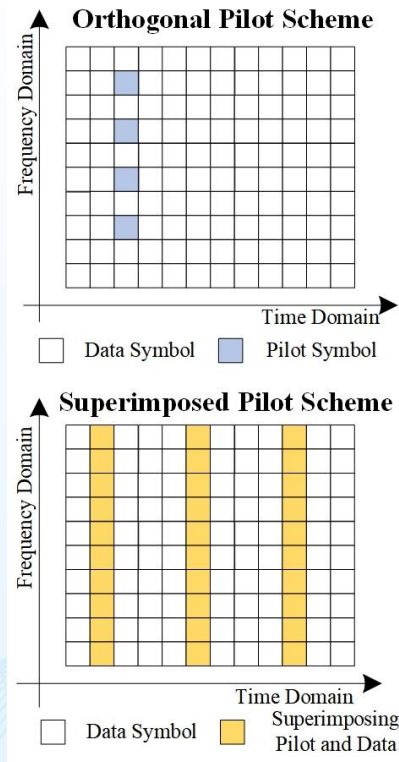 Orthogonal Pilot Scheme
Frequency Domain
Time Domain
Data Symbol
Pilot Symbol
Superimposed Pilot Scheme
Frequency Domain
Time Domain
Data Symbol
Superimposing
Pilot and Data